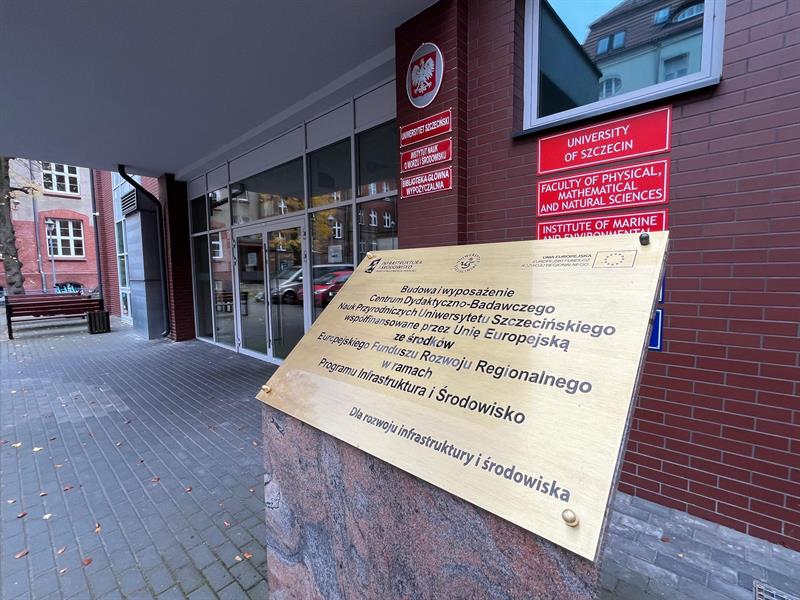 UNIWERSYTET SZCZECIŃSKI
INSTYTUT NAUK
O MORZU I ŚRODOWISKU
BIBLIOTEKA GŁÓWNA
WYPOŻYCZALNIA
UNIVERSITY
OF SZCZECIN
FACULTY OF PHYSICAL,
MATHEMATICAL
AND NATURAL SCIENCES
INSTITUTE OF MARINE
AND ENVIRONMENTAL
INFRASTRUKTURA
I ŚRODOWISKO
UNIA EUROPEJSKA
EUROPEJSKI FUNDUSZ
ROZWOJU REGIONALNEGO
Budowa i wyposażenie
Centrum Dydaktyczno-Badawczego
Nauk Przyrodniczych Uniwersytetu Szczecińskiego
współfinansowane przez Unię Europejską
ze środków
Europejskiego Funduszu Rozwoju Regionalnego
w ramach
Programu Infrastruktura i Środowisko
Dla rozwoju infrastruktury i środowiska